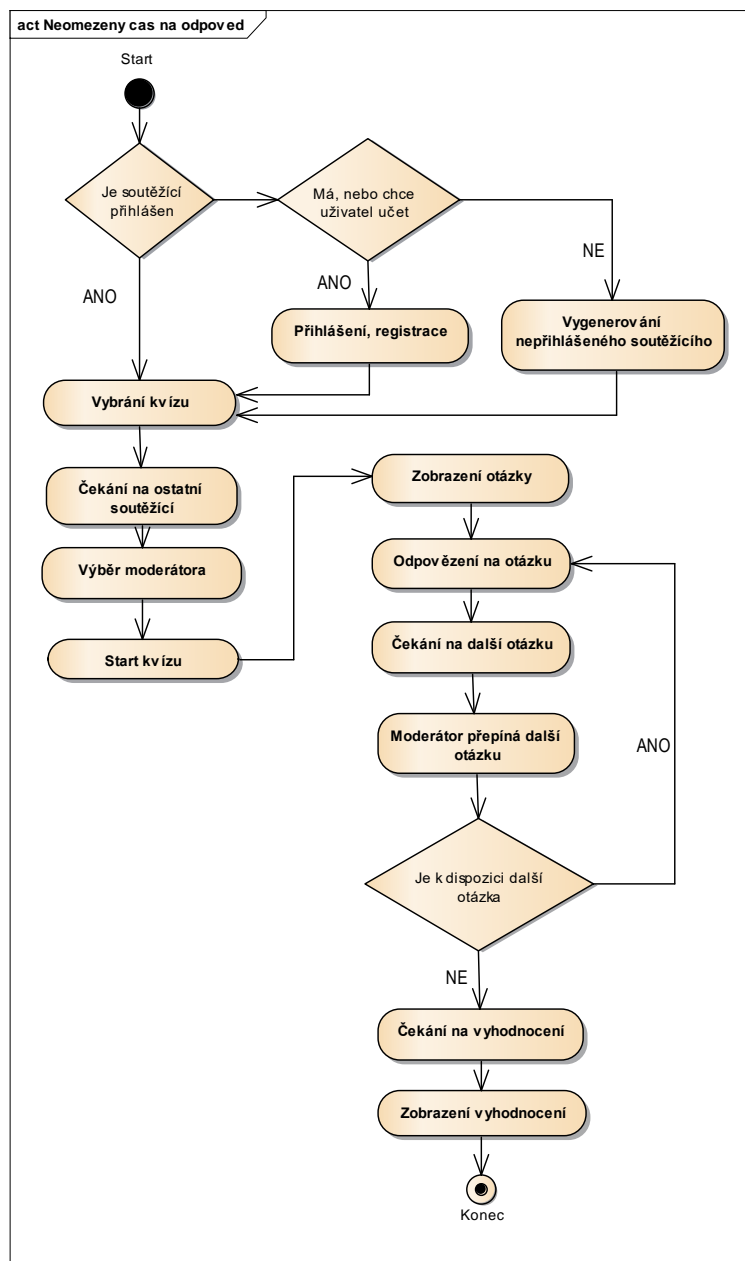 act Neomezeny cas na odpoved
Start
Je soutěžící
přihlášen
Má, nebo chce
uživatel učet
NE
ANO
ANO
Přihlášení, registrace
Vygenerování
nepřihlášeného soutěžícího
Vybrání kvízu
Čekání na ostatní
soutěžící
Výběr moderátora
Start kvízu
Zobrazení otázky
Odpovězení na otázku
Čekání na další otázku
Moderátor přepíná další
otázku
ANO
Je k dispozici další
otázka
NE
Čekání na vyhodnocení
Zobrazení vyhodnocení
Konec